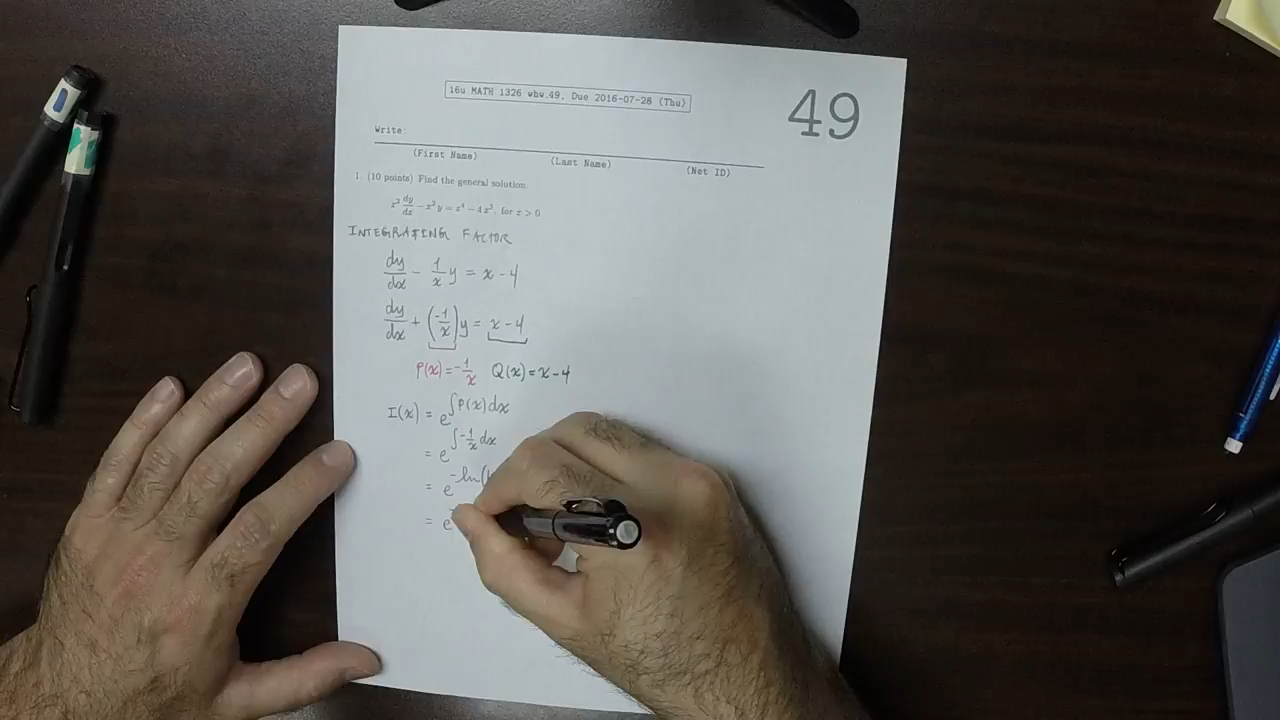 16u MATH 1326 wbw.49, Due 2016-07-28 (Thu)
49
Write:
(First Name) (Last Name) (Net ID)
1. (10 points) Find the general solution.
x³ dy/dx − x² y = x⁴ − 4x³, for x > 0
INTEGRATING FACTOR
dy/dx − 1/x y = x − 4
dy/dx + (-1/x) y = x − 4
P(x) = -1/x Q(x) = x − 4
I(x) = e^∫P(x)dx
= e^∫-1/x dx
= e^-ln(
= e